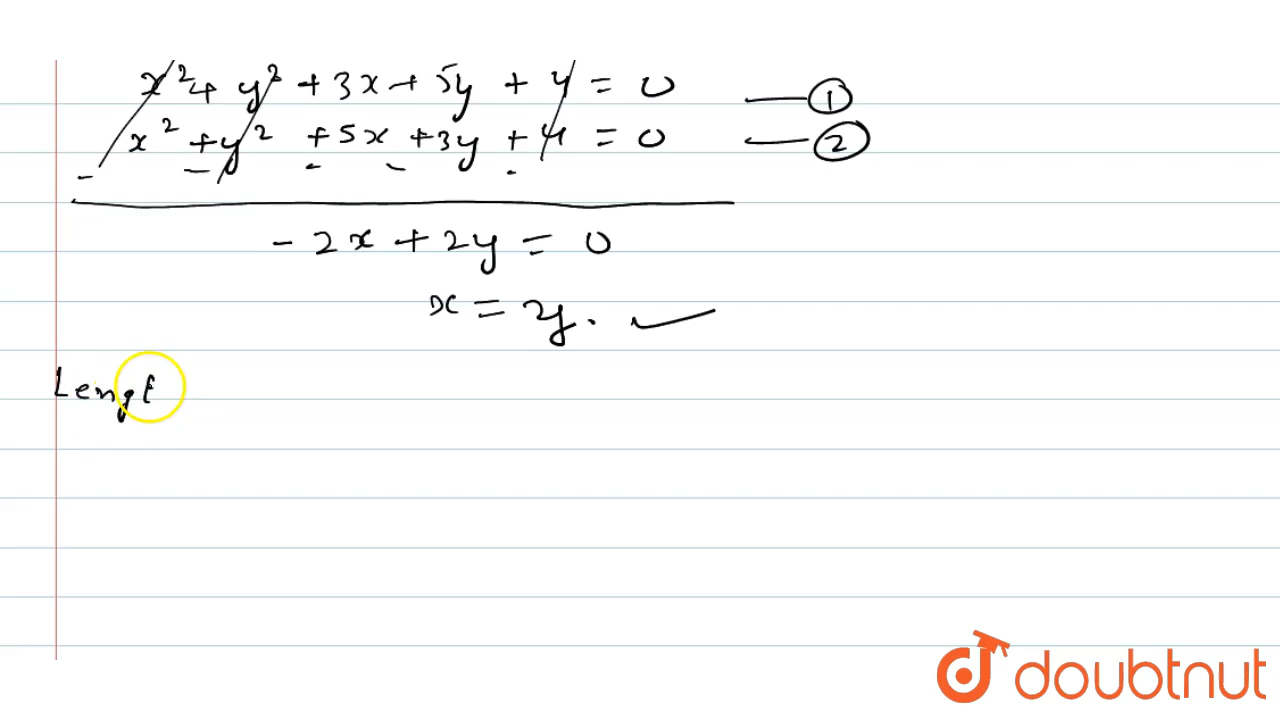 x² + y² + 3x + 5y + 4 = 0 — ①
x² + y² + 5x + 3y + 4 = 0 — ②
- - - - -
- 2x + 2y = 0
x = y. ✓
Lengt
doubtnut